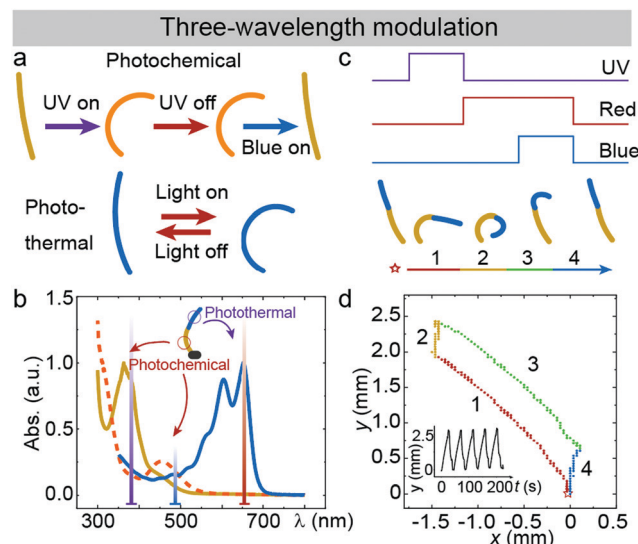 Three-wavelength modulation
a
Photochemical
UV on
UV off
Blue on
Photo-
thermal
Light on
Light off
c
UV
Red
Blue
1 2 3 4
b
1.5
1.0
0.5
0.0
Abs. (a.u.)
Photothermal
Photochemical
300 500 700
λ (nm)
d
2.5
2.0
1.5
1.0
0.5
0
y (mm)
2
3
1
4
2.5
0
y (mm)
0 100 200 t (s)
-1.5 -1.0 -0.5 0
x (mm)